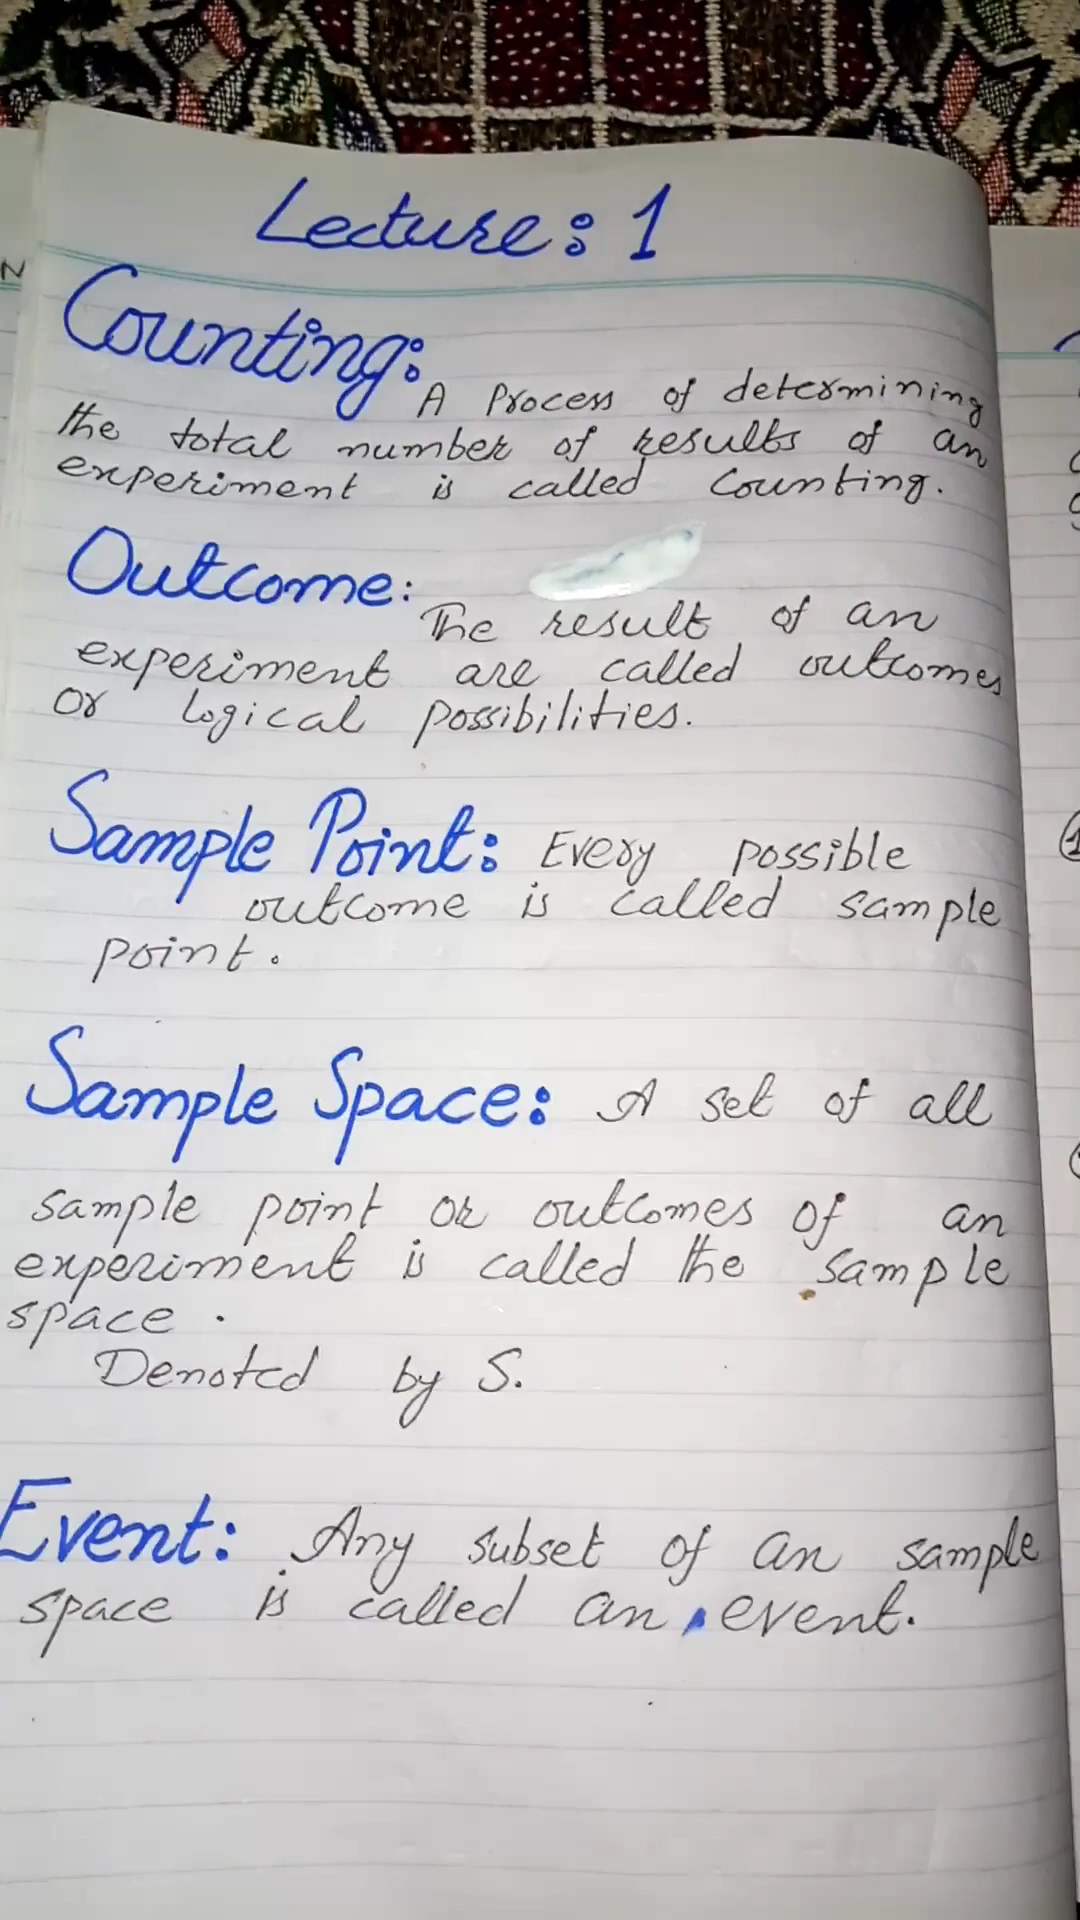 Lecture: 1
Counting:
A Process of determining
the total number of results of an
experiment is called Counting.
Outcome:
The result of an
experiment are called outcomes
or logical possibilities.
Sample Point: Every possible
outcome is called sample
point.
Sample Space: A set of all
sample point or outcomes of an
experiment is called the sample
space.
Denoted by S.
Event: Any subset of an sample
space is called an event.